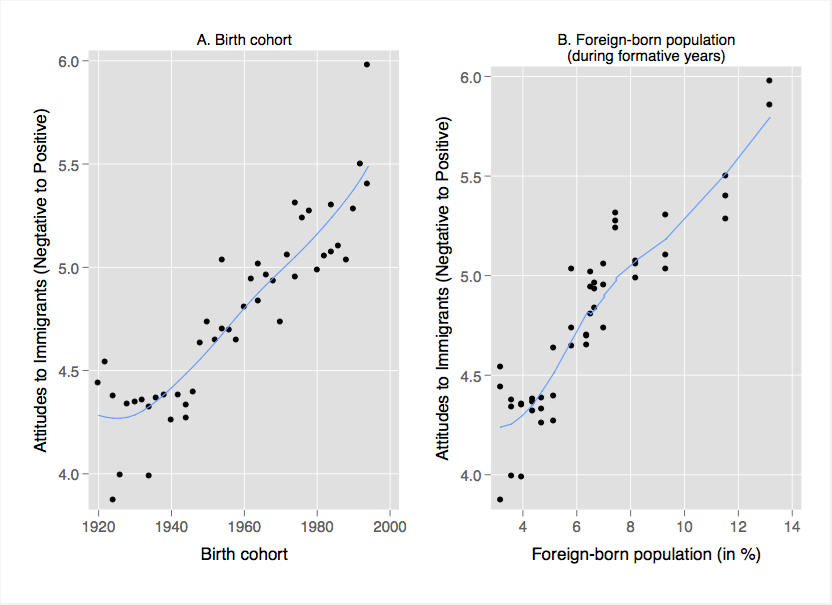 A. Birth cohort
Attitudes to Immigrants (Negtative to Positive)
6.0
5.5
5.0
4.5
4.0
1920 1940 1960 1980 2000
Birth cohort
B. Foreign-born population
(during formative years)
Attitudes to Immigrants (Negtative to Positive)
6.0
5.5
5.0
4.5
4.0
4 6 8 10 12 14
Foreign-born population (in %)